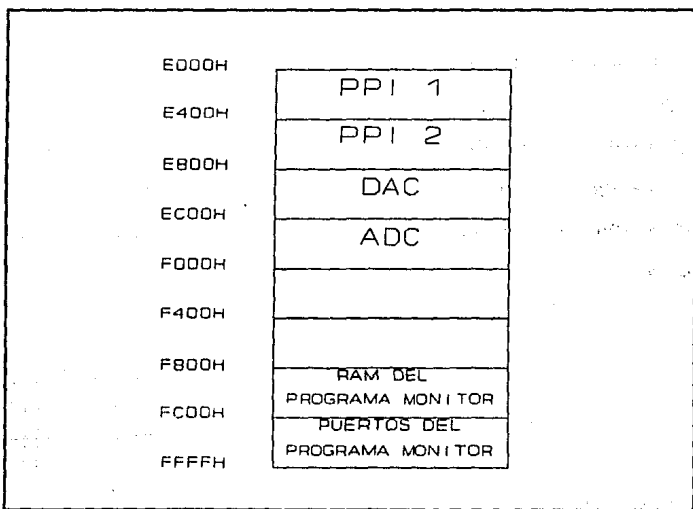 E000H
PPI 1
E400H
PPI 2
E800H
DAC
EC00H
ADC
F000H
F400H
F800H
RAM DEL
PROGRAMA MONITOR
FC00H
PUERTOS DEL
PROGRAMA MONITOR
FFFFH